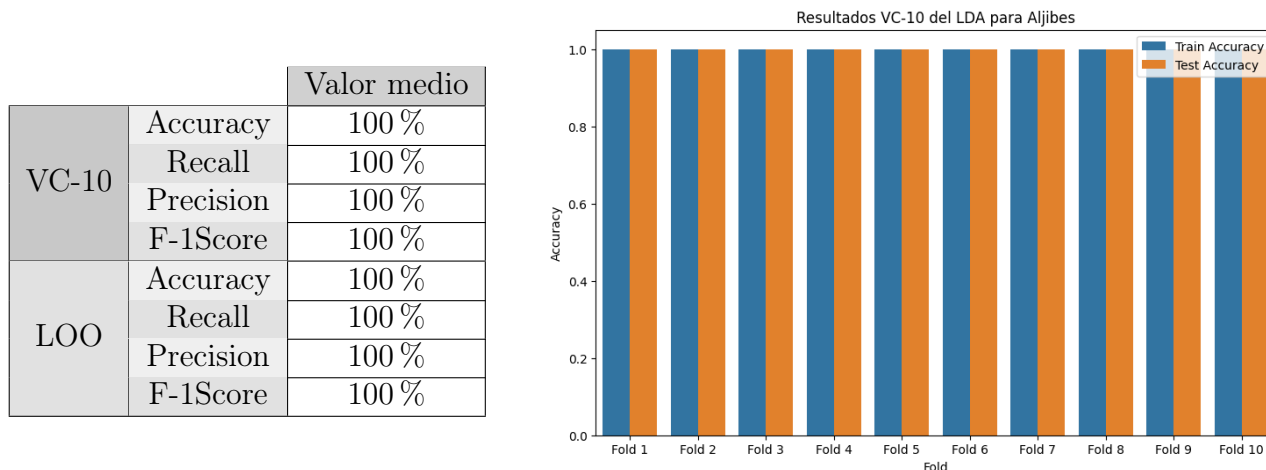 Valor medio
VC-10
Accuracy 100 %
Recall 100 %
Precision 100 %
F-1Score 100 %
LOO
Accuracy 100 %
Recall 100 %
Precision 100 %
F-1Score 100 %
Resultados VC-10 del LDA para Aljibes
Train Accuracy
Test Accuracy
Accuracy
1.0
0.8
0.6
0.4
0.2
0.0
Fold 1 Fold 2 Fold 3 Fold 4 Fold 5 Fold 6 Fold 7 Fold 8 Fold 9 Fold 10
Fold